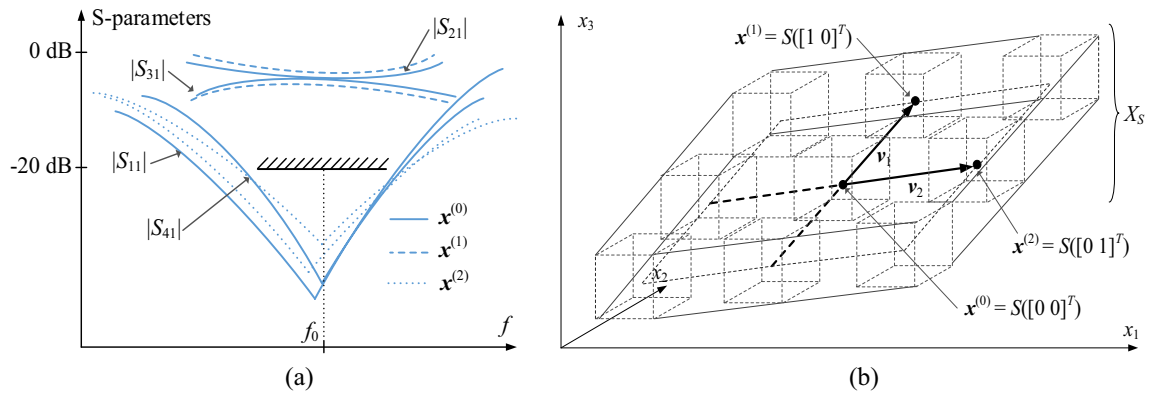 S-parameters
0 dB
|S₂₁|
|S₃₁|
-20 dB
|S₁₁|
|S₄₁|
x⁽⁰⁾
x⁽¹⁾
x⁽²⁾
f₀
f
(a)
x₃
x⁽¹⁾ = S([1 0]ᵀ)
X_S
v₁
v₂
x⁽²⁾ = S([0 1]ᵀ)
x₂
x⁽⁰⁾ = S([0 0]ᵀ)
x₁
(b)